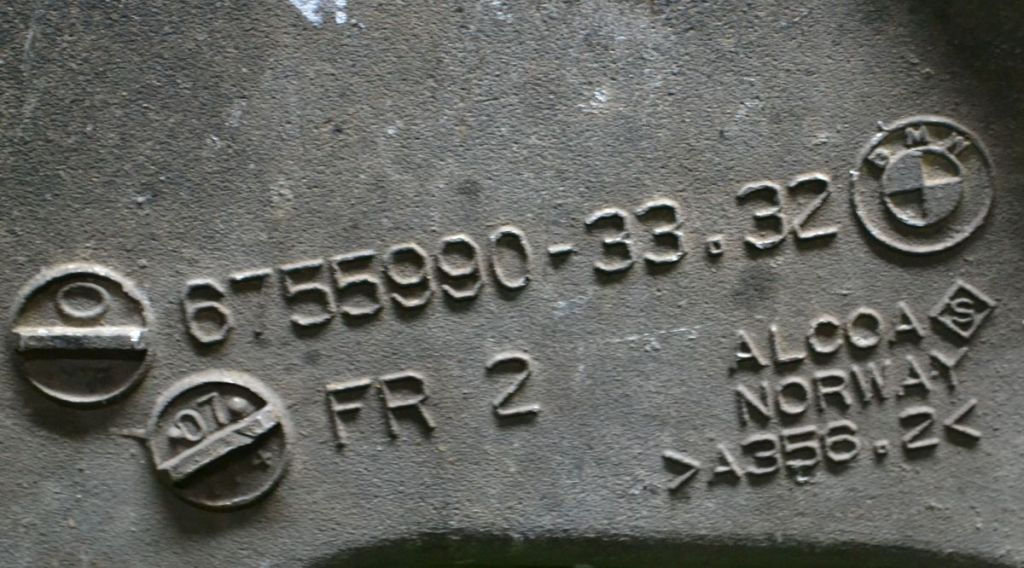 BMW
6755990-33.32
O
07
FR 2
ALCOA S
NORWAY
>A356.2<